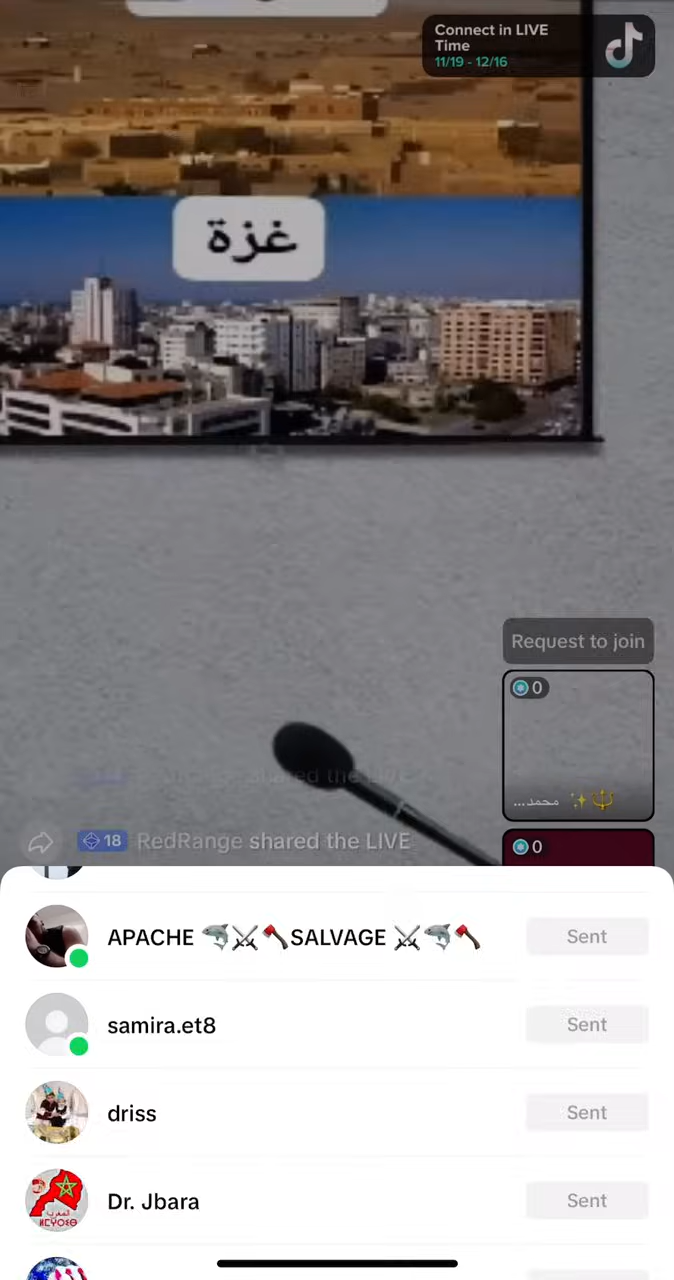 Connect in LIVE
Time
11/19 - 12/16
غزة
Request to join
0
محمد...
18 RedRange shared the LIVE
0
APACHE 🦈⚔🪓SALVAGE ⚔🦈🪓
Sent
samira.et8
Sent
driss
Sent
Dr. Jbara
Sent